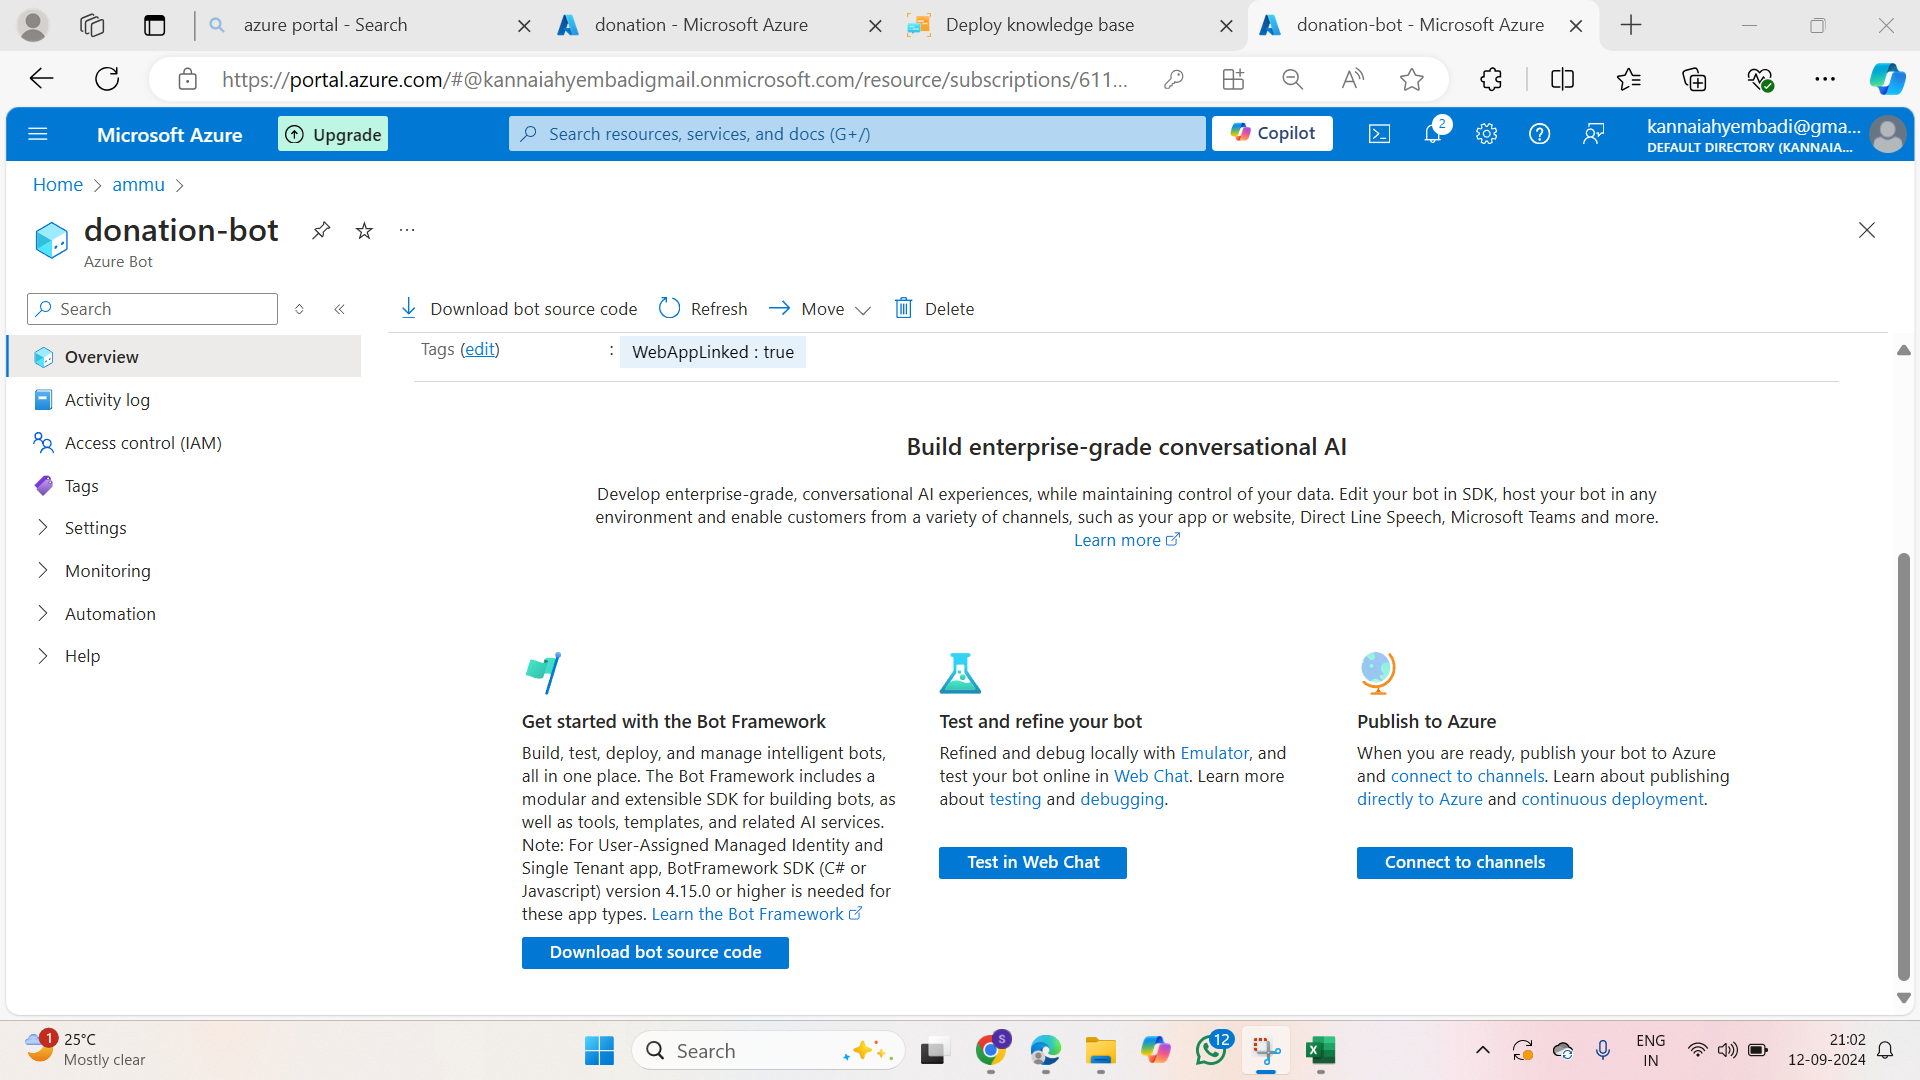 azure portal - Search
donation - Microsoft Azure
Deploy knowledge base
donation-bot - Microsoft Azure
https://portal.azure.com/#@kannaiahyembadigmail.onmicrosoft.com/resource/subscriptions/611...
Microsoft Azure
Upgrade
Search resources, services, and docs (G+/)
Copilot
2
kannaiahyembadi@gma...
DEFAULT DIRECTORY (KANNAIA...
Home
ammu
donation-bot
Azure Bot
Search
Download bot source code
Refresh
Move
Delete
Tags (edit)
: WebAppLinked : true
Overview
Activity log
Access control (IAM)
Tags
Settings
Monitoring
Automation
Help
Build enterprise-grade conversational AI
Develop enterprise-grade, conversational AI experiences, while maintaining control of your data. Edit your bot in SDK, host your bot in any
environment and enable customers from a variety of channels, such as your app or website, Direct Line Speech, Microsoft Teams and more.
Learn more
Get started with the Bot Framework
Build, test, deploy, and manage intelligent bots,
all in one place. The Bot Framework includes a
modular and extensible SDK for building bots, as
well as tools, templates, and related AI services.
Note: For User-Assigned Managed Identity and
Single Tenant app, BotFramework SDK (C# or
Javascript) version 4.15.0 or higher is needed for
these app types. Learn the Bot Framework
Download bot source code
Test and refine your bot
Refined and debug locally with Emulator, and
test your bot online in Web Chat. Learn more
about testing and debugging.
Test in Web Chat
Publish to Azure
When you are ready, publish your bot to Azure
and connect to channels. Learn about publishing
directly to Azure and continuous deployment.
Connect to channels
1
25°C
Mostly clear
Search
S
12
ENG
IN
21:02
12-09-2024